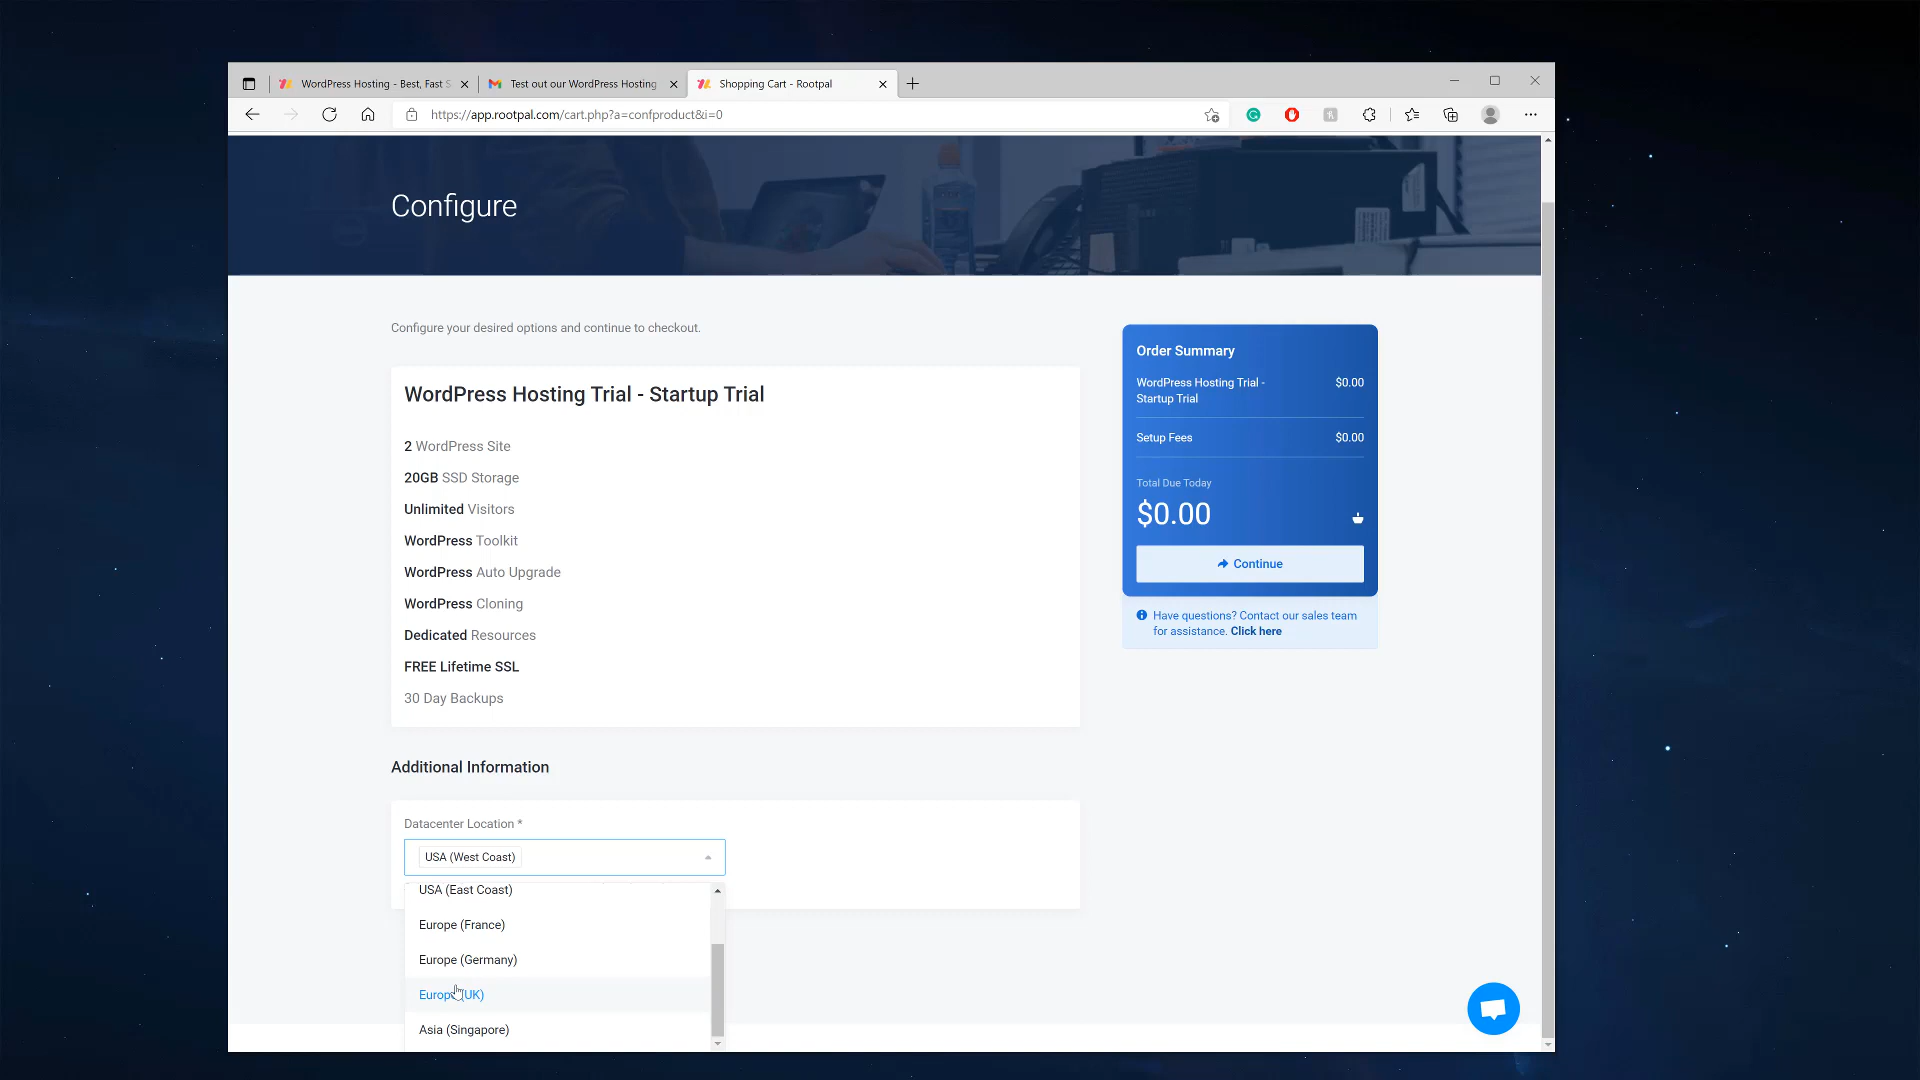 WordPress Hosting - Best, Fast S
Test out our WordPress Hosting
Shopping Cart - Rootpal
https://app.rootpal.com/cart.php?a=confproduct&i=0
Configure
Configure your desired options and continue to checkout.
WordPress Hosting Trial - Startup Trial
2 WordPress Site
20GB SSD Storage
Unlimited Visitors
WordPress Toolkit
WordPress Auto Upgrade
WordPress Cloning
Dedicated Resources
FREE Lifetime SSL
30 Day Backups
Order Summary
WordPress Hosting Trial - $0.00
Startup Trial
Setup Fees $0.00
Total Due Today
$0.00
Continue
Have questions? Contact our sales team
for assistance. Click here
Additional Information
Datacenter Location *
USA (West Coast)
USA (East Coast)
Europe (France)
Europe (Germany)
Europe (UK)
Asia (Singapore)